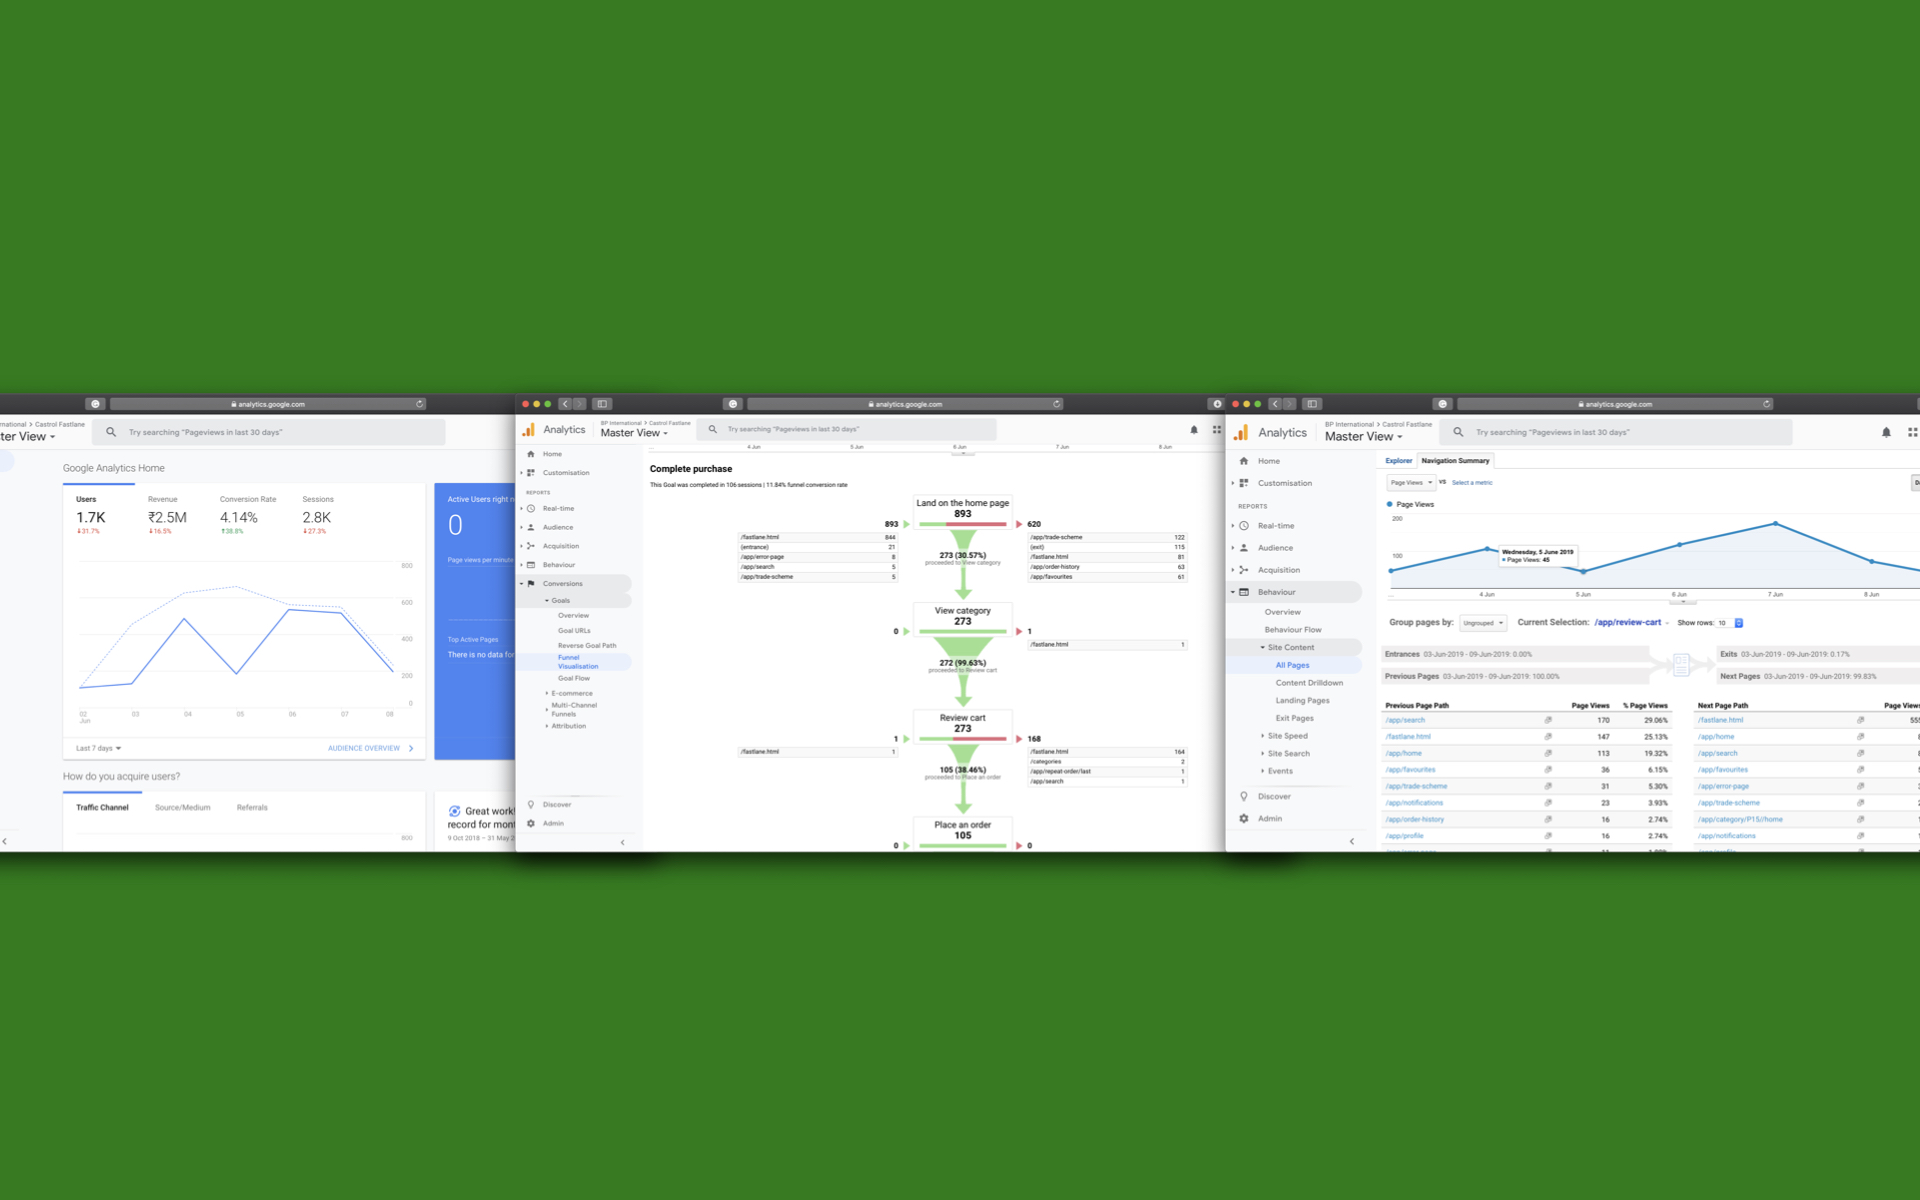 analytics.google.com
rnational > Castrol Fastlane
ter View
Try searching "Pageviews in last 30 days"
Google Analytics Home
Users
Revenue
Conversion Rate
Sessions
1.7K
₹2.5M
4.14%
2.8K
↓31.7%
↓16.5%
↑38.8%
↓27.3%
Active Users right n
0
Page views per minute
Top Active Pages
There is no data for
800
600
400
200
0
02 Jun
03
04
05
06
07
08
Last 7 days
AUDIENCE OVERVIEW
How do you acquire users?
Traffic Channel
Source/Medium
Referrals
800
Great work!
record for mont
9 Oct 2018 – 31 May 2
analytics.google.com
Analytics
BP International > Castrol Fastlane
Master View
Try searching "Pageviews in last 30 days"
Home
Customisation
REPORTS
Real-time
Audience
Acquisition
Behaviour
Conversions
Goals
Overview
Goal URLs
Reverse Goal Path
Funnel
Visualisation
Goal Flow
E-commerce
Multi-Channel
Funnels
Attribution
Discover
Admin
... 4 Jun 5 Jun 6 Jun 7 Jun 8 Jun
Complete purchase
This Goal was completed in 106 sessions | 11.84% funnel conversion rate
Land on the home page
893
893
620
/fastlane.html 844
(entrance) 21
/app/error-page 8
/app/search 5
/app/trade-scheme 5
273 (30.57%)
proceeded to View category
/app/trade-scheme 122
(exit) 115
/fastlane.html 81
/app/order-history 63
/app/favourites 61
View category
273
0
1
/fastlane.html 1
272 (99.63%)
proceeded to Review cart
Review cart
273
1
168
/fastlane.html 1
105 (38.46%)
proceeded to Place an order
/fastlane.html 164
/categories 2
/app/repeat-order/last 1
/app/search 1
Place an order
105
0
0
analytics.google.com
Analytics
BP International > Castrol Fastlane
Master View
Try searching "Pageviews in last 30 days"
Home
Customisation
REPORTS
Real-time
Audience
Acquisition
Behaviour
Overview
Behaviour Flow
Site Content
All Pages
Content Drilldown
Landing Pages
Exit Pages
Site Speed
Site Search
Events
Discover
Admin
Explorer
Navigation Summary
Page Views
VS
Select a metric
Page Views
200
100
Wednesday, 5 June 2019
Page Views: 45
... 4 Jun 5 Jun 6 Jun 7 Jun 8 Jun
Group pages by: Ungrouped Current Selection: /app/review-cart Show rows: 10
Entrances 03-Jun-2019 - 09-Jun-2019: 0.00%
Previous Pages 03-Jun-2019 - 09-Jun-2019: 100.00%
Exits 03-Jun-2019 - 09-Jun-2019: 0.17%
Next Pages 03-Jun-2019 - 09-Jun-2019: 99.83%
Previous Page Path Page Views % Page Views
/app/search 170 29.06%
/fastlane.html 147 25.13%
/app/home 113 19.32%
/app/favourites 36 6.15%
/app/trade-scheme 31 5.30%
/app/notifications 23 3.93%
/app/order-history 16 2.74%
/app/profile 16 2.74%
Next Page Path Page Views
/fastlane.html
/app/home
/app/search
/app/favourites
/app/error-page
/app/trade-scheme
/app/category/P15//home
/app/notifications